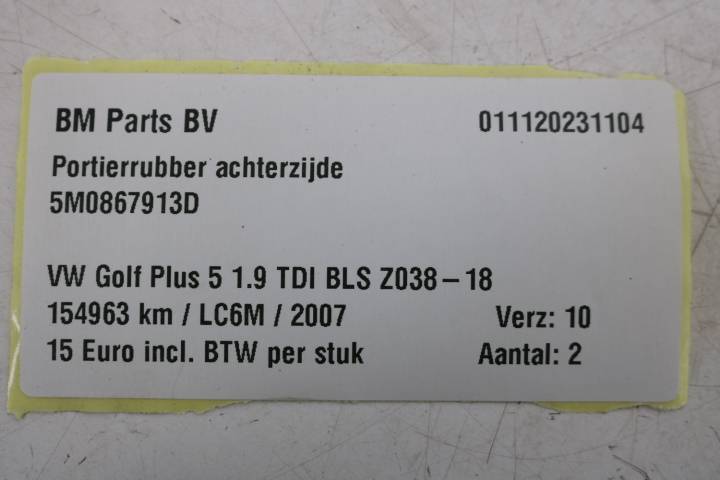 BM Parts BV 011120231104
Portierrubber achterzijde
5M0867913D
VW Golf Plus 5 1.9 TDI BLS Z038-18
154963 km / LC6M / 2007 Verz: 10
15 Euro incl. BTW per stuk Aantal: 2